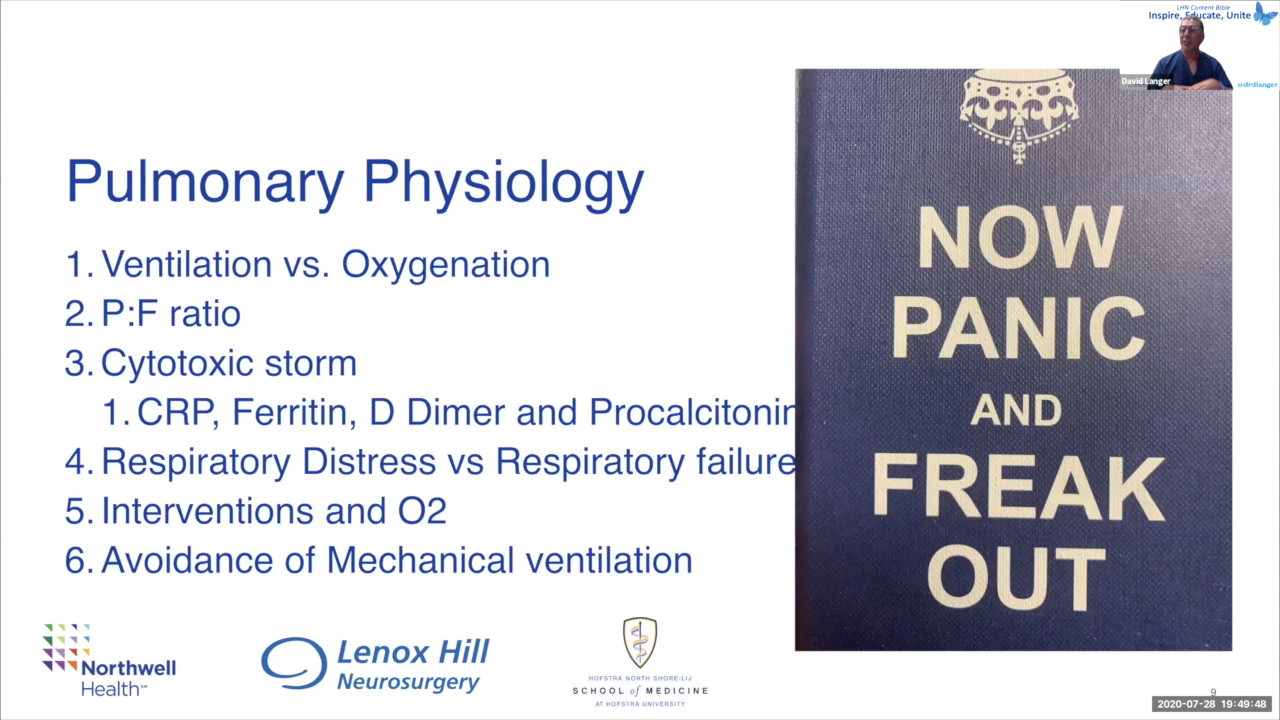 LHN Content Bible
Inspire, Educate, Unite
David Langer
@drdlanger
Pulmonary Physiology
1. Ventilation vs. Oxygenation
2. P:F ratio
3. Cytotoxic storm
1. CRP, Ferritin, D Dimer and Procalcitonin
4. Respiratory Distress vs Respiratory failure
5. Interventions and O2
6. Avoidance of Mechanical ventilation
NOW
PANIC
AND
FREAK
OUT
Northwell
Health℠
Lenox Hill
Neurosurgery
HOFSTRA NORTH SHORE-LIJ
SCHOOL of MEDICINE
AT HOFSTRA UNIVERSITY
9
2020-07-28 19:49:48